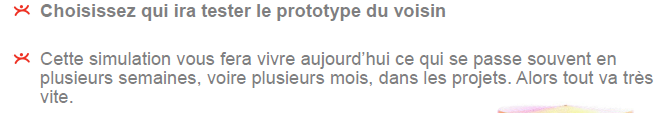 Choisissez qui ira tester le prototype du voisin
Cette simulation vous fera vivre aujourd'hui ce qui se passe souvent en
plusieurs semaines, voire plusieurs mois, dans les projets. Alors tout va très
vite.